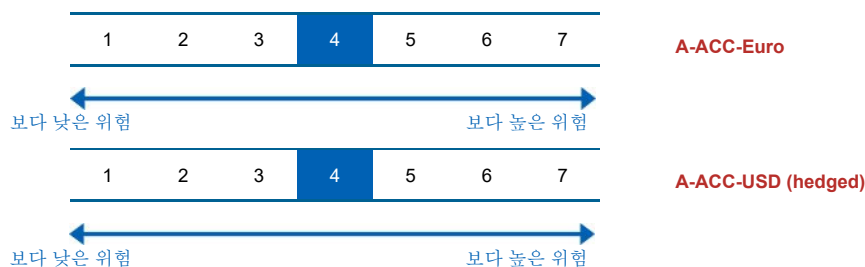 1 2 3 4 5 6 7 A-ACC-Euro
보다 낮은 위험 보다 높은 위험
1 2 3 4 5 6 7 A-ACC-USD (hedged)
보다 낮은 위험 보다 높은 위험